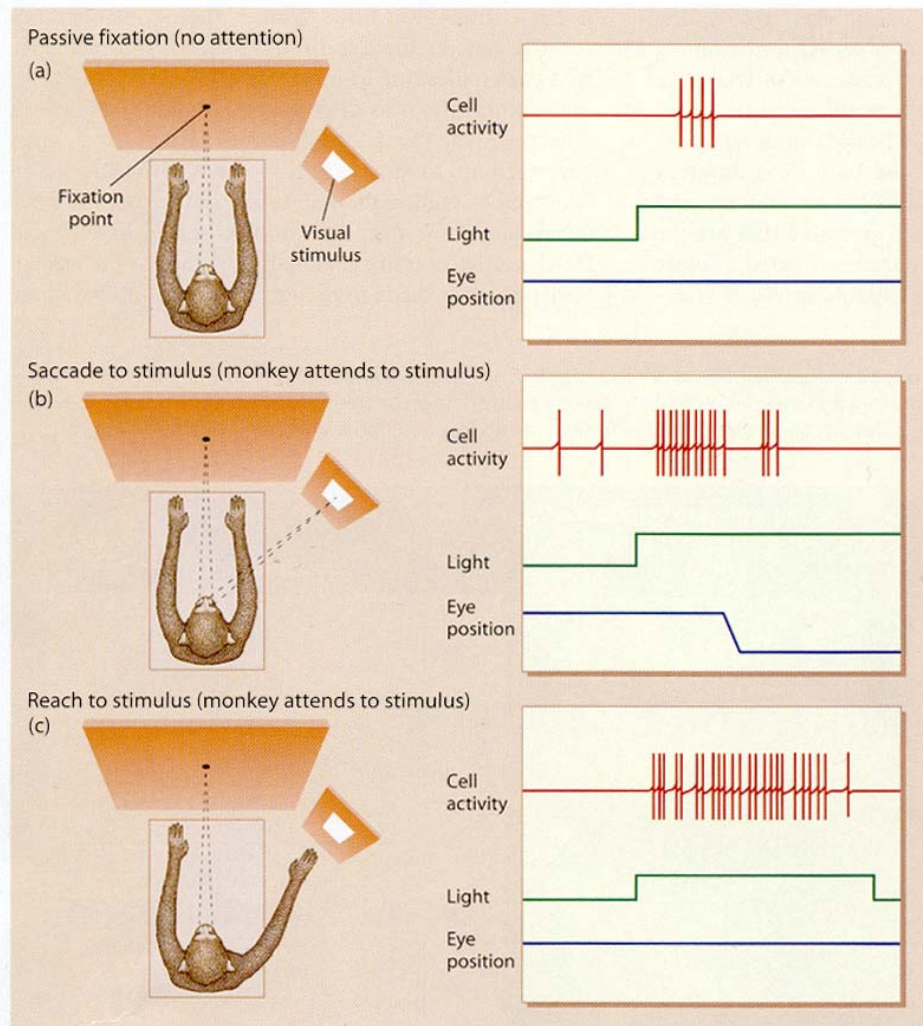 Passive fixation (no attention)
(a)
Fixation
point
Visual
stimulus
Cell
activity
Light
Eye
position
Saccade to stimulus (monkey attends to stimulus)
(b)
Cell
activity
Light
Eye
position
Reach to stimulus (monkey attends to stimulus)
(c)
Cell
activity
Light
Eye
position